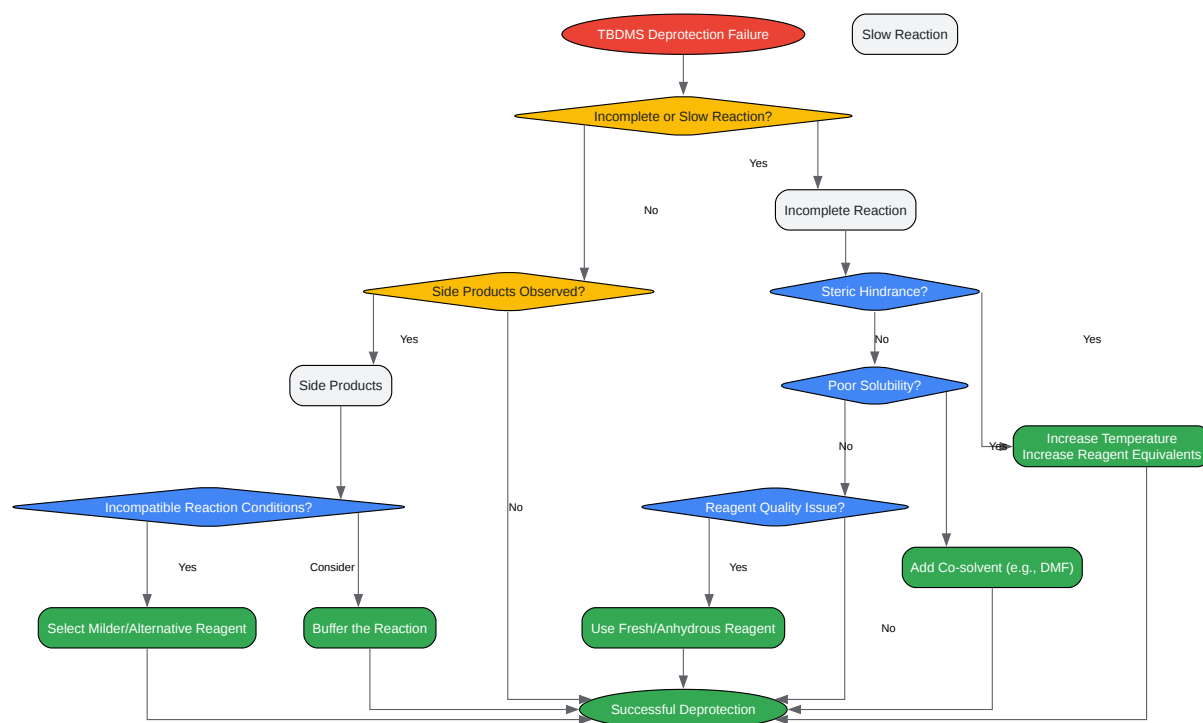 TBDMS Deprotection Failure
Slow Reaction
Incomplete or Slow Reaction?
Yes
No
Incomplete Reaction
Side Products Observed?
Steric Hindrance?
Yes
No
Yes
Side Products
Poor Solubility?
Increase Temperature
Increase Reagent Equivalents
No
Yes
Incompatible Reaction Conditions?
No
Reagent Quality Issue?
Yes
Consider
Yes
Add Co-solvent (e.g., DMF)
Select Milder/Alternative Reagent
Buffer the Reaction
Use Fresh/Anhydrous Reagent
No
Successful Deprotection